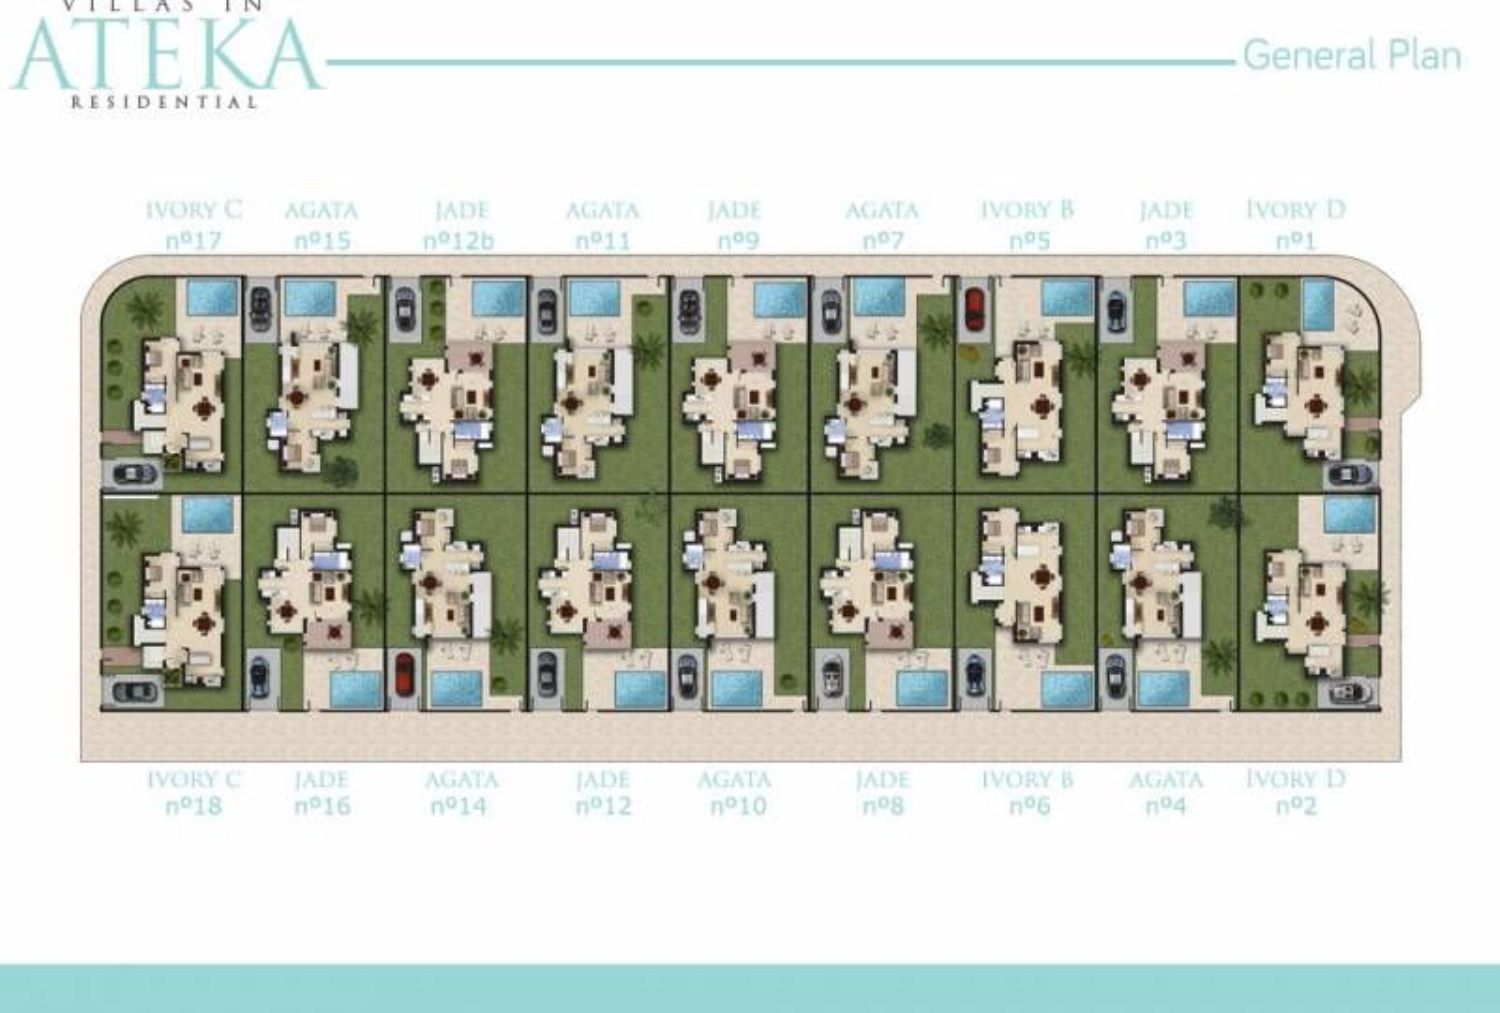 VILLAS IN
ATEKA
RESIDENTIAL
General Plan
IVORY C AGATA JADE AGATA JADE AGATA IVORY B JADE IVORY D
nº17 nº15 nº12b nº11 nº9 nº7 nº5 nº3 nº1
IVORY C JADE AGATA JADE AGATA JADE IVORY B AGATA IVORY D
nº18 nº16 nº14 nº12 nº10 nº8 nº6 nº4 nº2